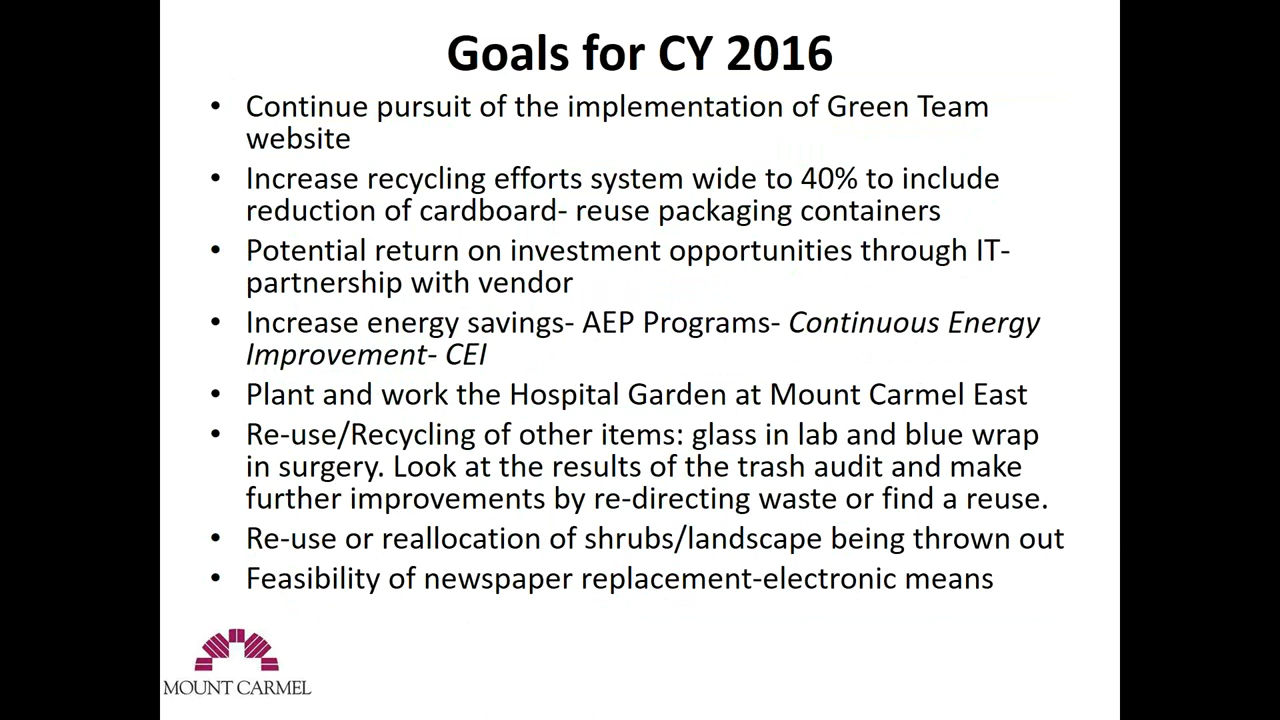 Goals for CY 2016
• Continue pursuit of the implementation of Green Team
website
• Increase recycling efforts system wide to 40% to include
reduction of cardboard- reuse packaging containers
• Potential return on investment opportunities through IT-
partnership with vendor
• Increase energy savings- AEP Programs- Continuous Energy
Improvement- CEI
• Plant and work the Hospital Garden at Mount Carmel East
• Re-use/Recycling of other items: glass in lab and blue wrap
in surgery. Look at the results of the trash audit and make
further improvements by re-directing waste or find a reuse.
• Re-use or reallocation of shrubs/landscape being thrown out
• Feasibility of newspaper replacement-electronic means
MOUNT CARMEL